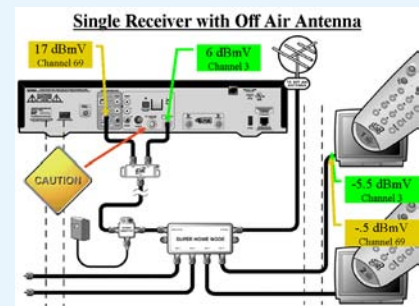 Single Receiver with Off Air Antenna
17 dBmV
Channel 69
6 dBmV
Channel 3
CAUTION
-5.5 dBmV
Channel 3
-.5 dBmV
Channel 69
SUPER HOME NODE